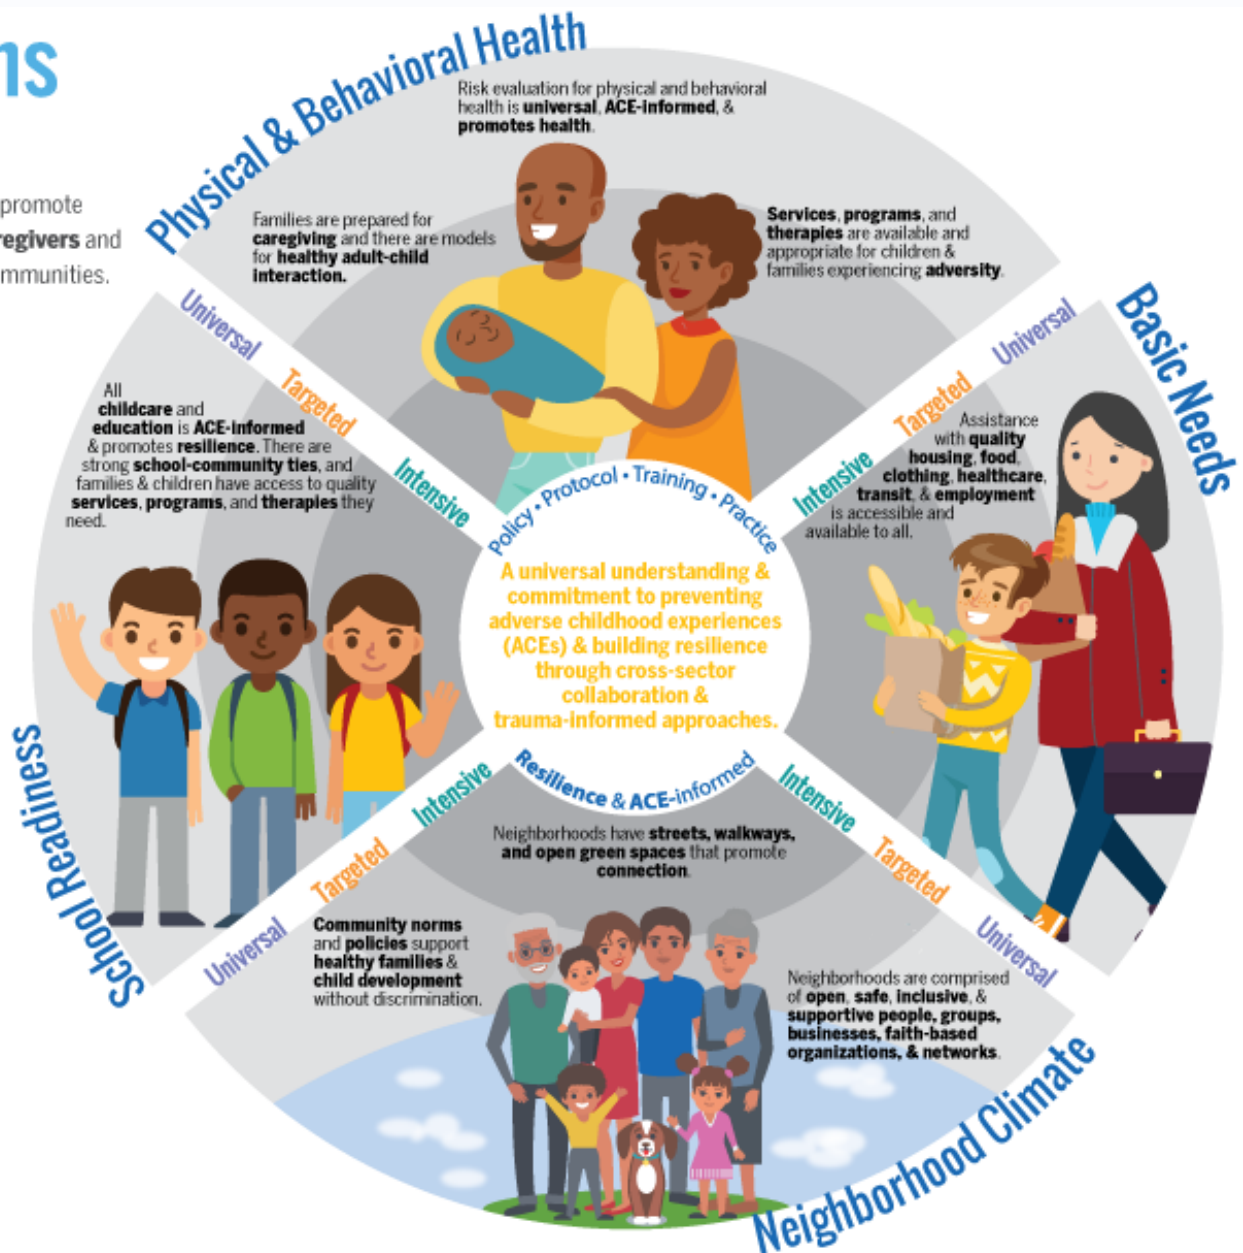 ns
Physical & Behavioral Health
Risk evaluation for physical and behavioral
health is universal, ACE-informed, &
promotes health.
promote
regivers and
mmunities.
Families are prepared for
caregiving and there are models
for healthy adult-child
interaction.
Services, programs, and
therapies are available and
appropriate for children &
families experiencing adversity.
Universal
Targeted
Intensive
Universal
Targeted
Intensive
Basic Needs
All
childcare and
education is ACE-informed
& promotes resilience. There are
strong school-community ties, and
families & children have access to quality
services, programs, and therapies they
need.
Assistance
with quality
housing, food,
clothing, healthcare,
transit, & employment
is accessible and
available to all.
Policy • Protocol • Training • Practice
A universal understanding &
commitment to preventing
adverse childhood experiences
(ACEs) & building resilience
through cross-sector
collaboration &
trauma-informed approaches.
Resilience & ACE-informed
School Readiness
Intensive
Targeted
Universal
Intensive
Targeted
Universal
Neighborhoods have streets, walkways,
and open green spaces that promote
connection.
Community norms
and policies support
healthy families &
child development
without discrimination.
Neighborhoods are comprised
of open, safe, inclusive, &
supportive people, groups,
businesses, faith-based
organizations, & networks.
Neighborhood Climate